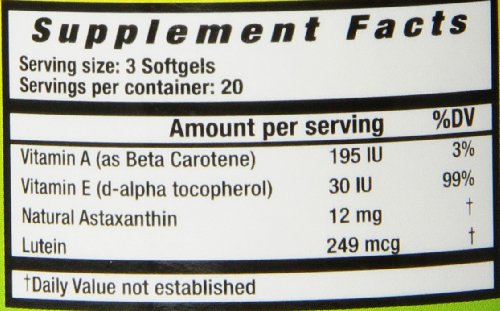 Supplement Facts
Serving size: 3 Softgels
Servings per container: 20
Amount per serving %DV
Vitamin A (as Beta Carotene) 195 IU 3%
Vitamin E (d-alpha tocopherol) 30 IU 99%
Natural Astaxanthin 12 mg †
Lutein 249 mcg †
†Daily Value not established